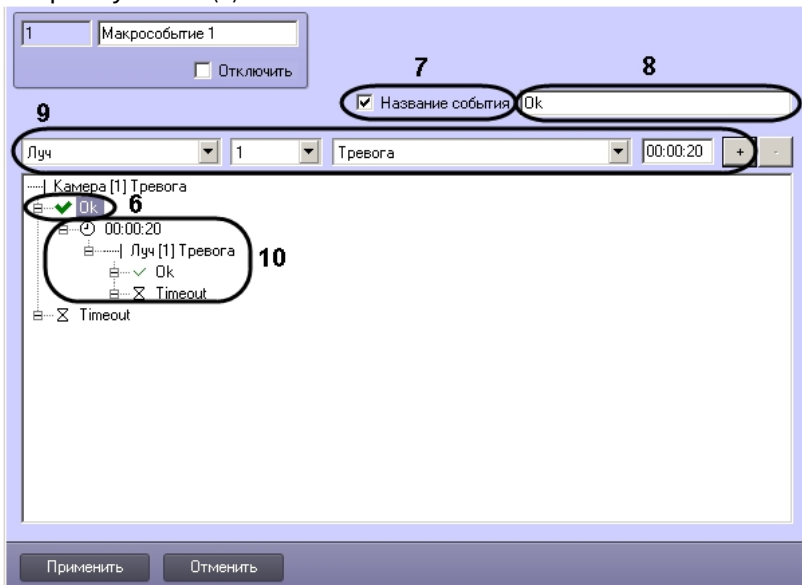 1 Макрособытие 1
Отключить
7 8
Название события Ok
9
Луч 1 Тревога 00:00:20 + -
Камера [1] Тревога
Ok 6
00:00:20
Луч [1] Тревога 10
Ok
Timeout
Timeout
Применить Отменить